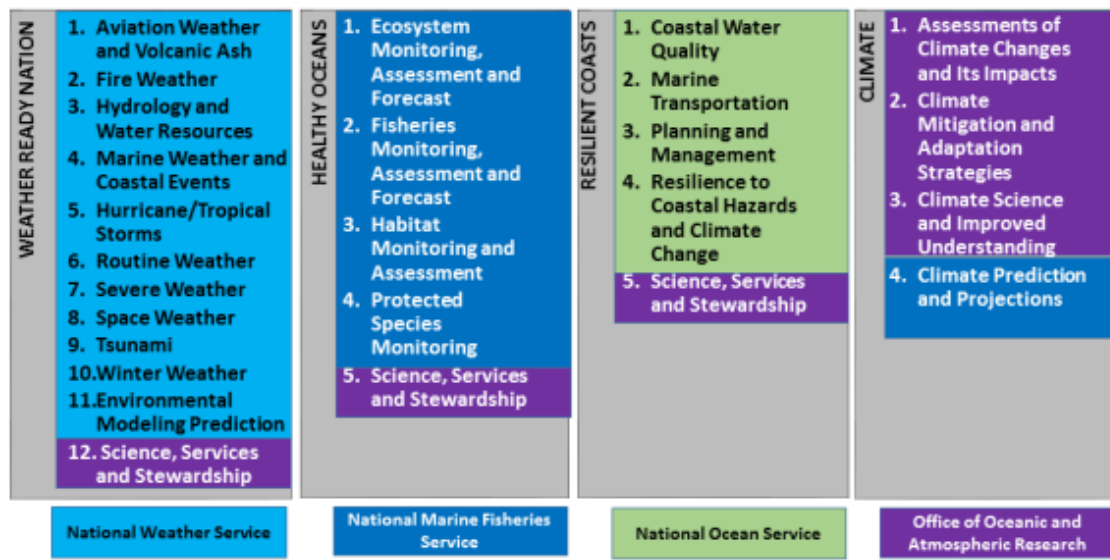 WEATHER READY NATION
1. Aviation Weather
and Volcanic Ash
2. Fire Weather
3. Hydrology and
Water Resources
4. Marine Weather and
Coastal Events
5. Hurricane/Tropical
Storms
6. Routine Weather
7. Severe Weather
8. Space Weather
9. Tsunami
10.Winter Weather
11.Environmental
Modeling Prediction
12. Science, Services
and Stewardship
National Weather Service
HEALTHY OCEANS
1. Ecosystem
Monitoring,
Assessment and
Forecast
2. Fisheries
Monitoring,
Assessment and
Forecast
3. Habitat
Monitoring and
Assessment
4. Protected
Species
Monitoring
5. Science, Services
and Stewardship
National Marine Fisheries
Service
RESILIENT COASTS
1. Coastal Water
Quality
2. Marine
Transportation
3. Planning and
Management
4. Resilience to
Coastal Hazards
and Climate
Change
5. Science, Services
and Stewardship
National Ocean Service
CLIMATE
1. Assessments of
Climate Changes
and Its Impacts
2. Climate
Mitigation and
Adaptation
Strategies
3. Climate Science
and Improved
Understanding
4. Climate Prediction
and Projections
Office of Oceanic and
Atmospheric Research